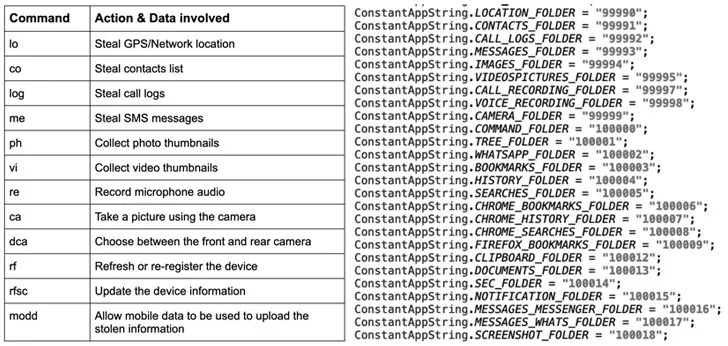 Command Action & Data involved
lo Steal GPS/Network location
co Steal contacts list
log Steal call logs
me Steal SMS messages
ph Collect photo thumbnails
vi Collect video thumbnails
re Record microphone audio
ca Take a picture using the camera
dca Choose between the front and rear camera
rf Refresh or re-register the device
rfsc Update the device information
modd Allow mobile data to be used to upload the
stolen information
ConstantAppString.LOCATION_FOLDER = "99990";
ConstantAppString.CONTACTS_FOLDER = "99991";
ConstantAppString.CALL_LOGS_FOLDER = "99992";
ConstantAppString.MESSAGES_FOLDER = "99993";
ConstantAppString.IMAGES_FOLDER = "99994";
ConstantAppString.VIDEOSPICTURES_FOLDER = "99995";
ConstantAppString.CALL_RECORDING_FOLDER = "99997";
ConstantAppString.VOICE_RECORDING_FOLDER = "99998";
ConstantAppString.CAMERA_FOLDER = "99999";
ConstantAppString.COMMAND_FOLDER = "100000";
ConstantAppString.TREE_FOLDER = "100001";
ConstantAppString.WHATSAPP_FOLDER = "100002";
ConstantAppString.BOOKMARKS_FOLDER = "100003";
ConstantAppString.HISTORY_FOLDER = "100004";
ConstantAppString.SEARCHES_FOLDER = "100005";
ConstantAppString.CHROME_BOOKMARKS_FOLDER = "100006";
ConstantAppString.CHROME_HISTORY_FOLDER = "100007";
ConstantAppString.CHROME_SEARCHES_FOLDER = "100008";
ConstantAppString.FIREFOX_BOOKMARKS_FOLDER = "100009";
ConstantAppString.CLIPBOARD_FOLDER = "100012";
ConstantAppString.DOCUMENTS_FOLDER = "100013";
ConstantAppString.SEC_FOLDER = "100014";
ConstantAppString.NOTIFICATION_FOLDER = "100015";
ConstantAppString.MESSAGES_MESSENGER_FOLDER = "100016";
ConstantAppString.MESSAGES_WHATS_FOLDER = "100017";
ConstantAppString.SCREENSHOT_FOLDER = "100018";